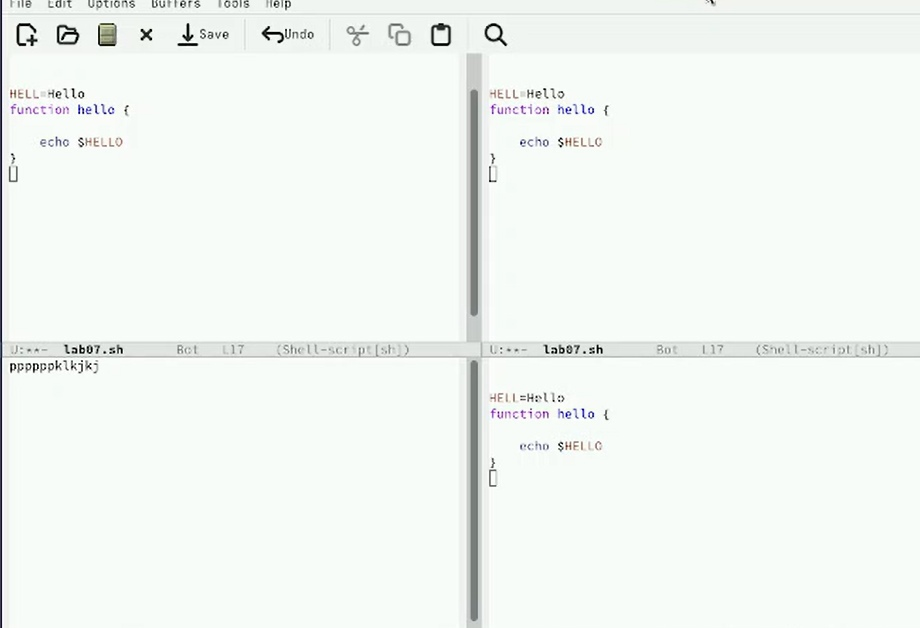 File Edit Options Buffers Tools Help
Save Undo
HELL=Hello
function hello {
echo $HELLO
}
U:**- lab07.sh Bot L17 (Shell-script[sh])
HELL=Hello
function hello {
echo $HELLO
}
U:**- lab07.sh Bot L17 (Shell-script[sh])
ppppppklkjkj
HELL=Hello
function hello {
echo $HELLO
}